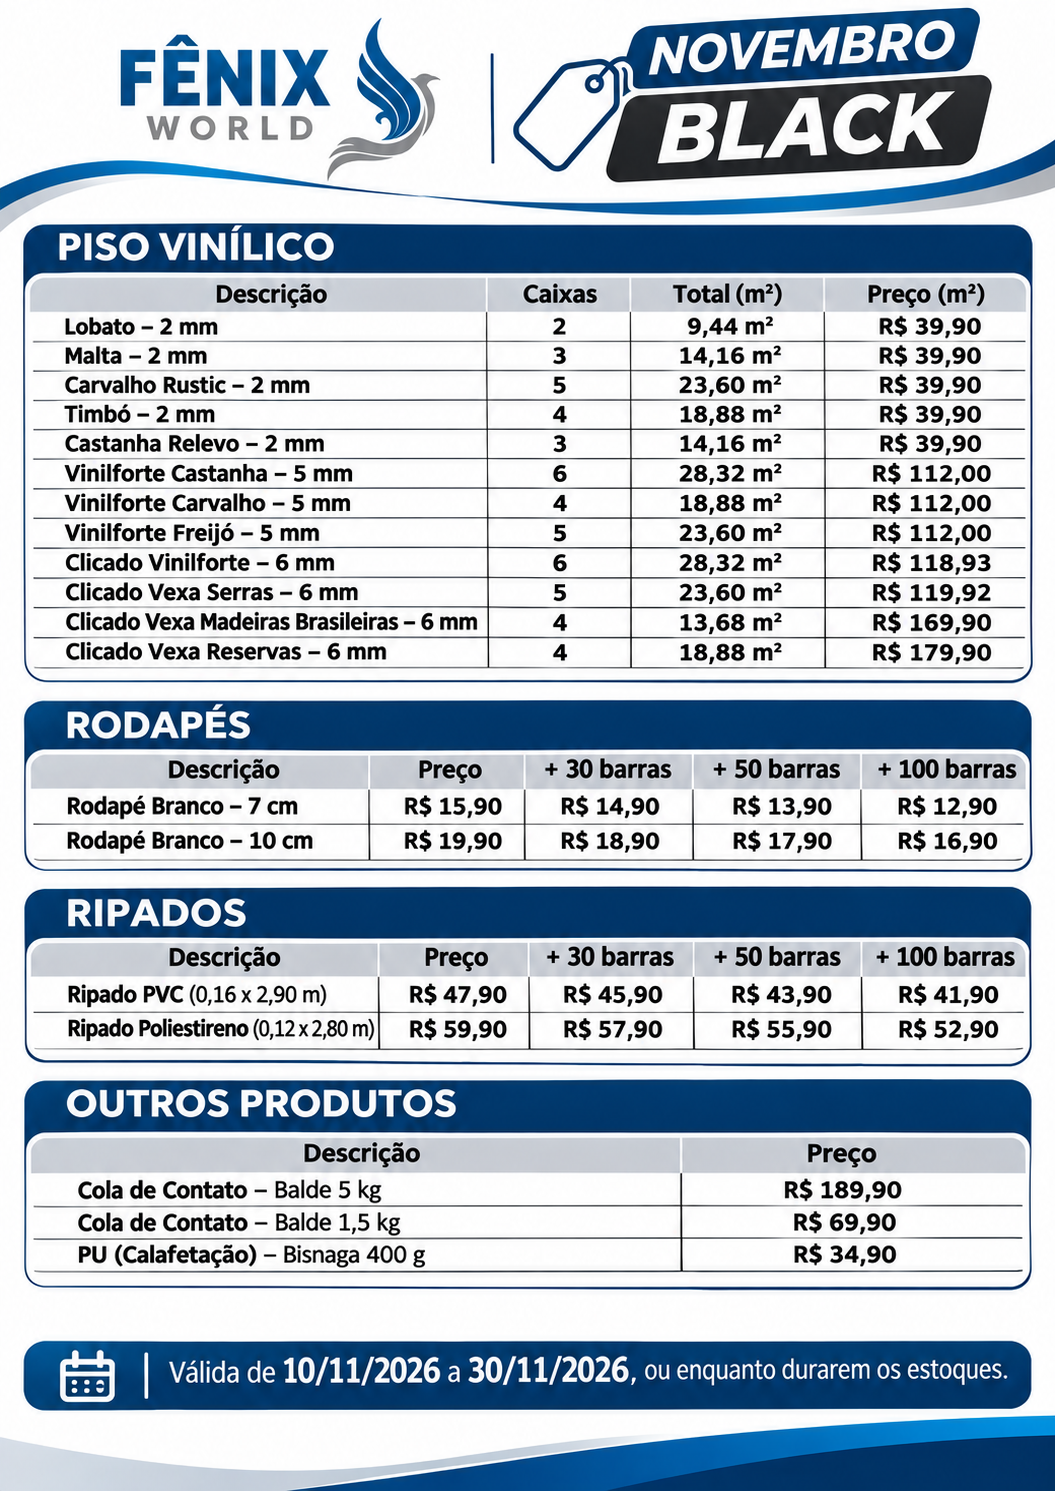 FÊNIX
WORLD
NOVEMBRO
BLACK
PISO VINÍLICO
Descrição Caixas Total (m²) Preço (m²)
Lobato – 2 mm 2 9,44 m² R$ 39,90
Malta – 2 mm 3 14,16 m² R$ 39,90
Carvalho Rustic – 2 mm 5 23,60 m² R$ 39,90
Timbó – 2 mm 4 18,88 m² R$ 39,90
Castanha Relevo – 2 mm 3 14,16 m² R$ 39,90
Vinilforte Castanha – 5 mm 6 28,32 m² R$ 112,00
Vinilforte Carvalho – 5 mm 4 18,88 m² R$ 112,00
Vinilforte Freijó – 5 mm 5 23,60 m² R$ 112,00
Clicado Vinilforte – 6 mm 6 28,32 m² R$ 118,93
Clicado Vexa Serras – 6 mm 5 23,60 m² R$ 119,92
Clicado Vexa Madeiras Brasileiras – 6 mm 4 13,68 m² R$ 169,90
Clicado Vexa Reservas – 6 mm 4 18,88 m² R$ 179,90
RODAPÉS
Descrição Preço + 30 barras + 50 barras + 100 barras
Rodapé Branco – 7 cm R$ 15,90 R$ 14,90 R$ 13,90 R$ 12,90
Rodapé Branco – 10 cm R$ 19,90 R$ 18,90 R$ 17,90 R$ 16,90
RIPADOS
Descrição Preço + 30 barras + 50 barras + 100 barras
Ripado PVC (0,16 x 2,90 m) R$ 47,90 R$ 45,90 R$ 43,90 R$ 41,90
Ripado Poliestireno (0,12 x 2,80 m) R$ 59,90 R$ 57,90 R$ 55,90 R$ 52,90
OUTROS PRODUTOS
Descrição Preço
Cola de Contato – Balde 5 kg R$ 189,90
Cola de Contato – Balde 1,5 kg R$ 69,90
PU (Calafetação) – Bisnaga 400 g R$ 34,90
Válida de 10/11/2026 a 30/11/2026, ou enquanto durarem os estoques.